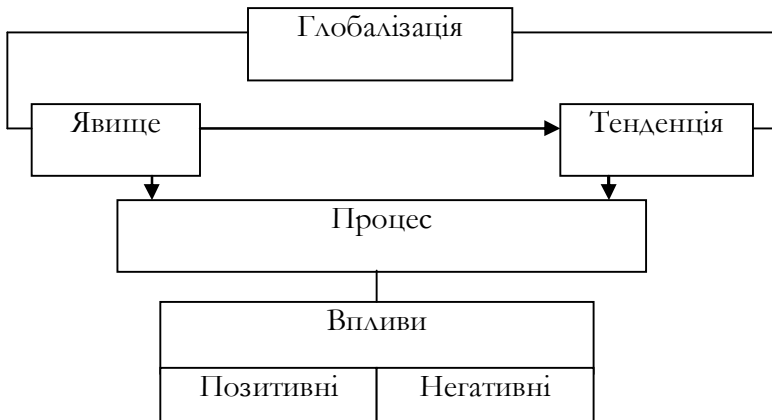 Глобалізація
Явище
Тенденція
Процес
Впливи
Позитивні
Негативні